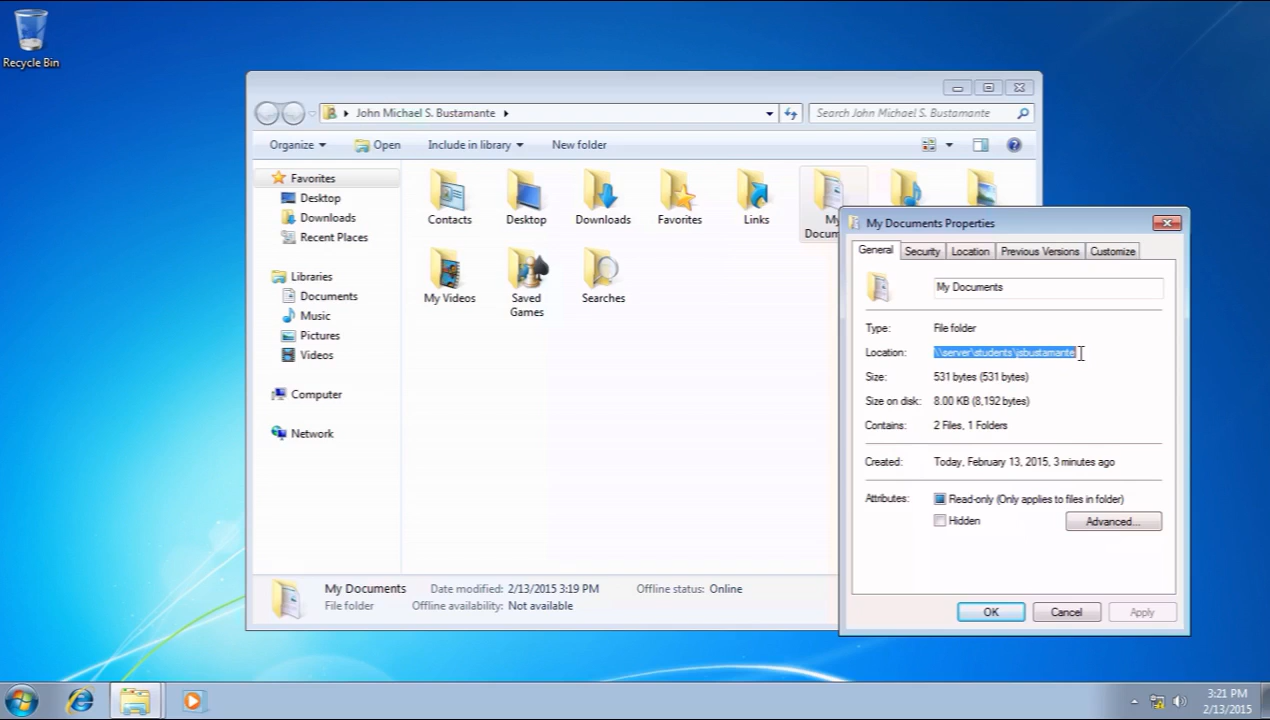 Recycle Bin
John Michael S. Bustamante
Search John Michael S. Bustamante
Organize
Open
Include in library
New folder
Favorites
Desktop
Downloads
Recent Places
Libraries
Documents
Music
Pictures
Videos
Computer
Network
Contacts
Desktop
Downloads
Favorites
Links
My
Docum
My Videos
Saved
Games
Searches
My Documents Date modified: 2/13/2015 3:19 PM Offline status: Online
File folder Offline availability: Not available
My Documents Properties
General Security Location Previous Versions Customize
My Documents
Type: File folder
Location: \\server\students\jsbustamante
Size: 531 bytes (531 bytes)
Size on disk: 8.00 KB (8,192 bytes)
Contains: 2 Files, 1 Folders
Created: Today, February 13, 2015, 3 minutes ago
Attributes: Read-only (Only applies to files in folder)
Hidden
Advanced...
OK Cancel Apply
3:21 PM
2/13/2015